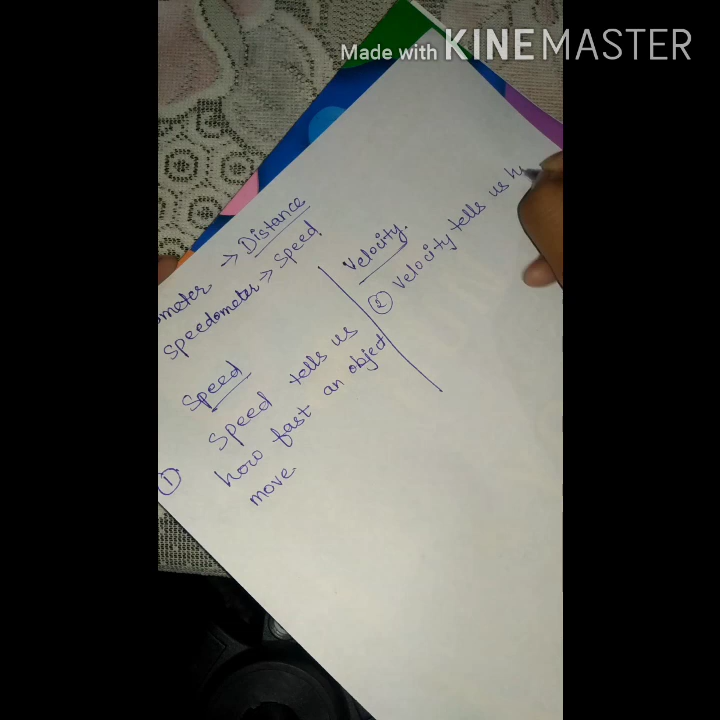 Made with KINEMASTER
ometer → Distance
speedometer > Speed
Speed
① Speed tells us
how fast an object
move
Velocity.
② Velocity tells us